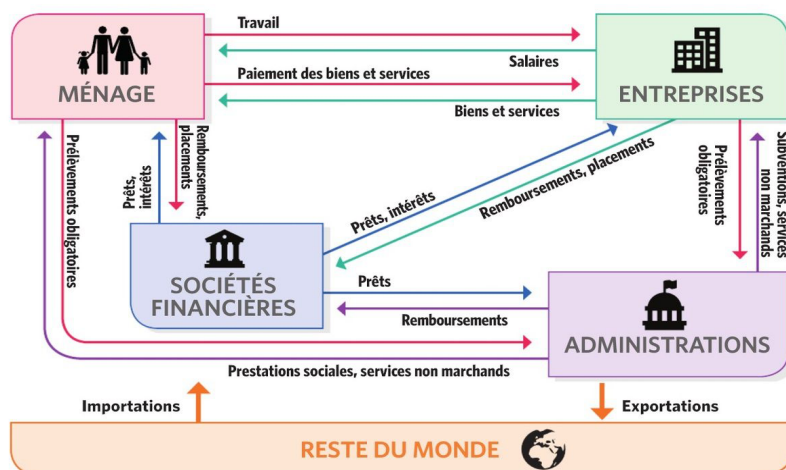 Travail
Salaires
Paiement des biens et services
Biens et services
MÉNAGE
ENTREPRISES
Prélèvements obligatoires
Prêts,
intérêts
Remboursements,
placements
Prêts, intérêts
Remboursements, placements
Prélèvements
obligatoires
Subventions, services
non marchands
SOCIÉTÉS
FINANCIÈRES
Prêts
Remboursements
ADMINISTRATIONS
Prestations sociales, services non marchands
Importations
Exportations
RESTE DU MONDE